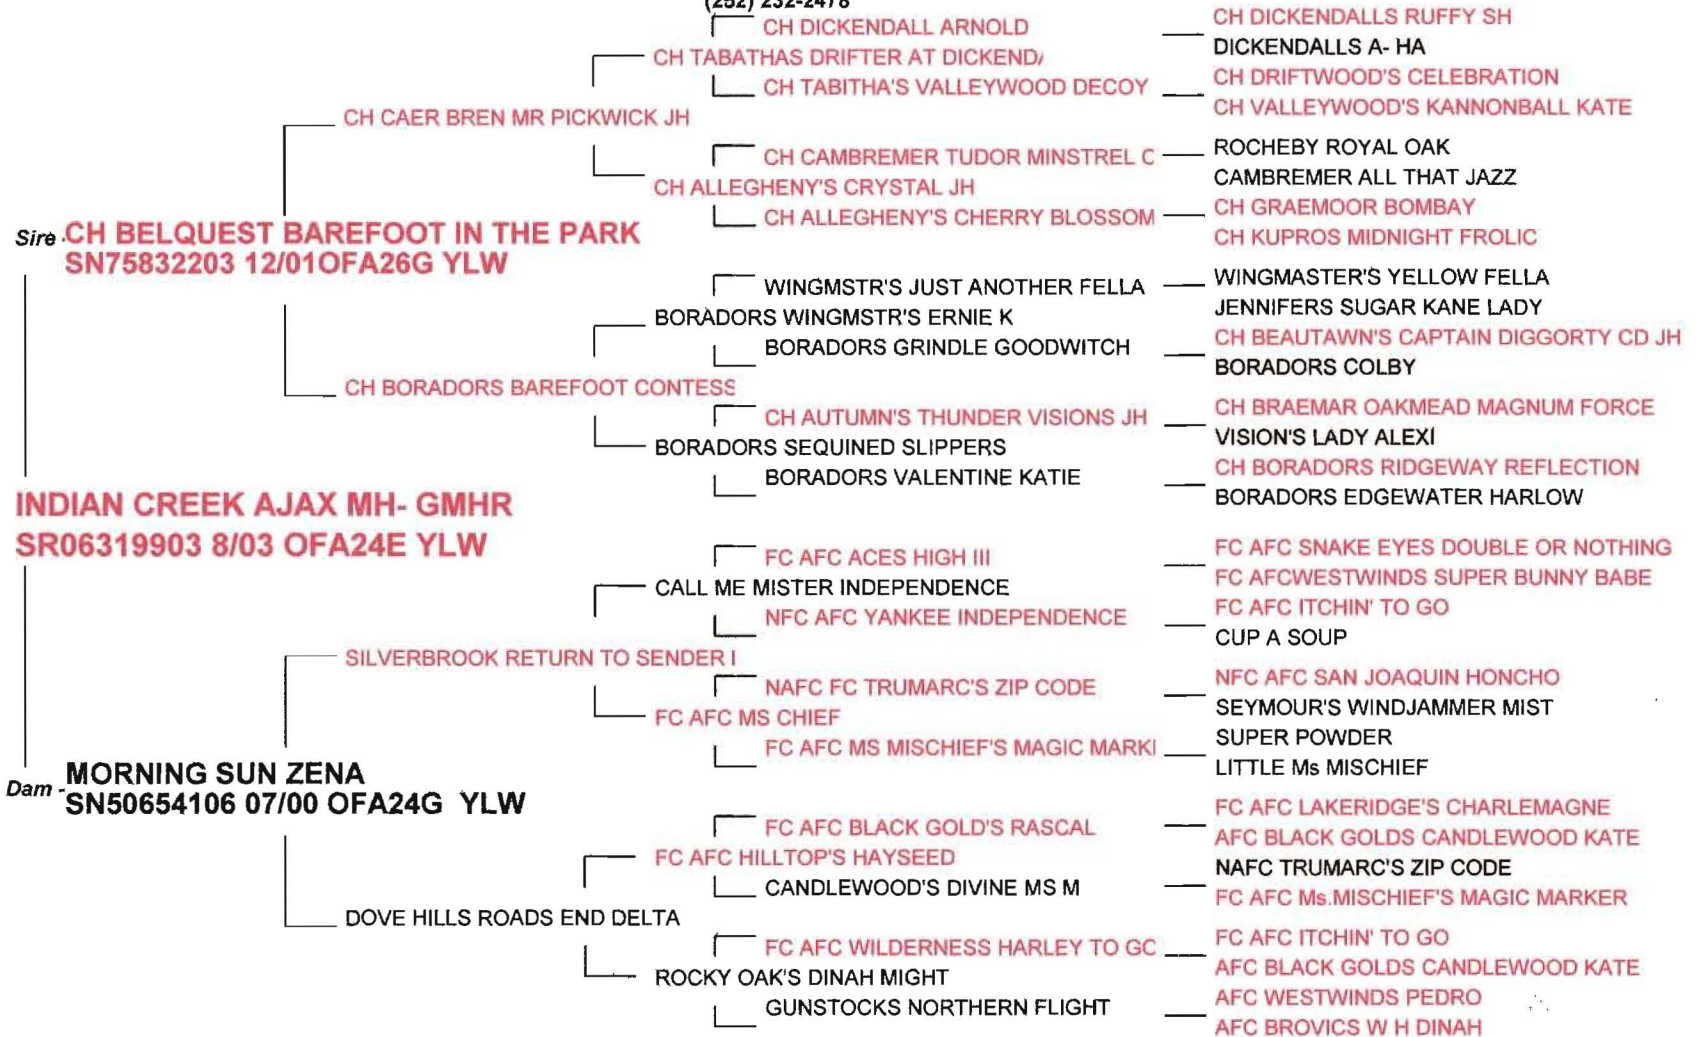 (252) 232-2478
CH DICKENDALL ARNOLD
CH DICKENDALLS RUFFY SH
DICKENDALLS A- HA
CH TABATHAS DRIFTER AT DICKEND
CH TABITHA'S VALLEYWOOD DECOY
CH DRIFTWOOD'S CELEBRATION
CH VALLEYWOOD'S KANNONBALL KATE
CH CAER BREN MR PICKWICK JH
CH CAMBREMER TUDOR MINSTREL C
ROCHEBY ROYAL OAK
CAMBREMER ALL THAT JAZZ
CH ALLEGHENY'S CRYSTAL JH
CH ALLEGHENY'S CHERRY BLOSSOM
CH GRAEMOOR BOMBAY
CH KUPROS MIDNIGHT FROLIC
Sire CH BELQUEST BAREFOOT IN THE PARK
SN75832203 12/01OFA26G YLW
WINGMSTR'S JUST ANOTHER FELLA
WINGMASTER'S YELLOW FELLA
JENNIFERS SUGAR KANE LADY
BORADORS WINGMSTR'S ERNIE K
BORADORS GRINDLE GOODWITCH
CH BEAUTAWN'S CAPTAIN DIGGORTY CD JH
BORADORS COLBY
CH BORADORS BAREFOOT CONTESS
CH AUTUMN'S THUNDER VISIONS JH
CH BRAEMAR OAKMEAD MAGNUM FORCE
VISION'S LADY ALEXI
BORADORS SEQUINED SLIPPERS
BORADORS VALENTINE KATIE
CH BORADORS RIDGEWAY REFLECTION
BORADORS EDGEWATER HARLOW
INDIAN CREEK AJAX MH- GMHR
SR06319903 8/03 OFA24E YLW
FC AFC ACES HIGH III
FC AFC SNAKE EYES DOUBLE OR NOTHING
FC AFCWESTWINDS SUPER BUNNY BABE
CALL ME MISTER INDEPENDENCE
NFC AFC YANKEE INDEPENDENCE
FC AFC ITCHIN' TO GO
CUP A SOUP
SILVERBROOK RETURN TO SENDER I
NAFC FC TRUMARC'S ZIP CODE
NFC AFC SAN JOAQUIN HONCHO
SEYMOUR'S WINDJAMMER MIST
FC AFC MS CHIEF
FC AFC MS MISCHIEF'S MAGIC MARKI
SUPER POWDER
LITTLE Ms MISCHIEF
Dam - MORNING SUN ZENA
SN50654106 07/00 OFA24G YLW
FC AFC BLACK GOLD'S RASCAL
FC AFC LAKERIDGE'S CHARLEMAGNE
AFC BLACK GOLDS CANDLEWOOD KATE
FC AFC HILLTOP'S HAYSEED
CANDLEWOOD'S DIVINE MS M
NAFC TRUMARC'S ZIP CODE
FC AFC Ms.MISCHIEF'S MAGIC MARKER
DOVE HILLS ROADS END DELTA
FC AFC WILDERNESS HARLEY TO GO
FC AFC ITCHIN' TO GO
AFC BLACK GOLDS CANDLEWOOD KATE
ROCKY OAK'S DINAH MIGHT
GUNSTOCKS NORTHERN FLIGHT
AFC WESTWINDS PEDRO
AFC BROVICS W H DINAH